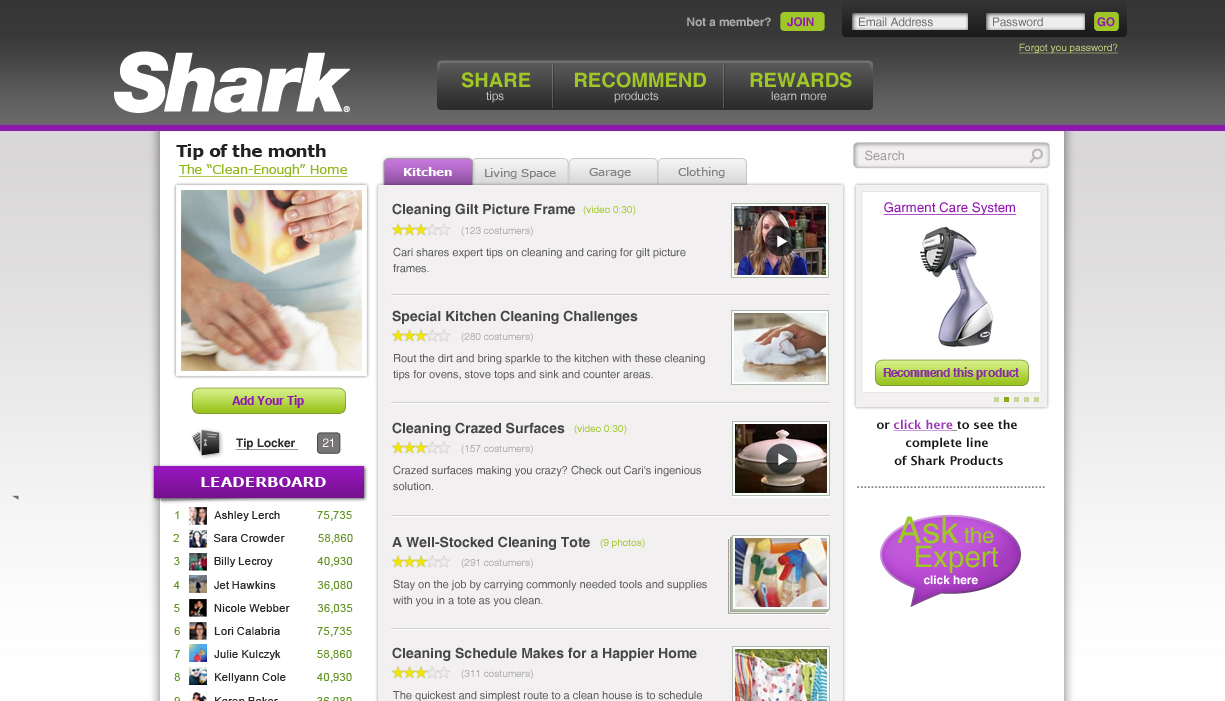 Not a member? JOIN
Email Address
Password
GO
Forgot you password?
Shark®
SHARE
tips
RECOMMEND
products
REWARDS
learn more
Tip of the month
The “Clean-Enough” Home
Add Your Tip
Tip Locker 21
LEADERBOARD
1 Ashley Lerch 75,735
2 Sara Crowder 58,860
3 Billy Lecroy 40,930
4 Jet Hawkins 36,080
5 Nicole Webber 36,035
6 Lori Calabria 75,735
7 Julie Kulczyk 58,860
8 Kellyann Cole 40,930
9 Karen Baker 36,080
Kitchen
Living Space
Garage
Clothing
Cleaning Gilt Picture Frame (video 0:30)
(123 costumers)
Cari shares expert tips on cleaning and caring for gilt picture
frames.
Special Kitchen Cleaning Challenges
(280 costumers)
Rout the dirt and bring sparkle to the kitchen with these cleaning
tips for ovens, stove tops and sink and counter areas.
Cleaning Crazed Surfaces (video 0:30)
(157 costumers)
Crazed surfaces making you crazy? Check out Cari's ingenious
solution.
A Well-Stocked Cleaning Tote (9 photos)
(291 costumers)
Stay on the job by carrying commonly needed tools and supplies
with you in a tote as you clean.
Cleaning Schedule Makes for a Happier Home
(311 costumers)
The quickest and simplest route to a clean house is to schedule
Search
Garment Care System
Recommend this product
or click here to see the
complete line
of Shark Products
Ask the
Expert
click here